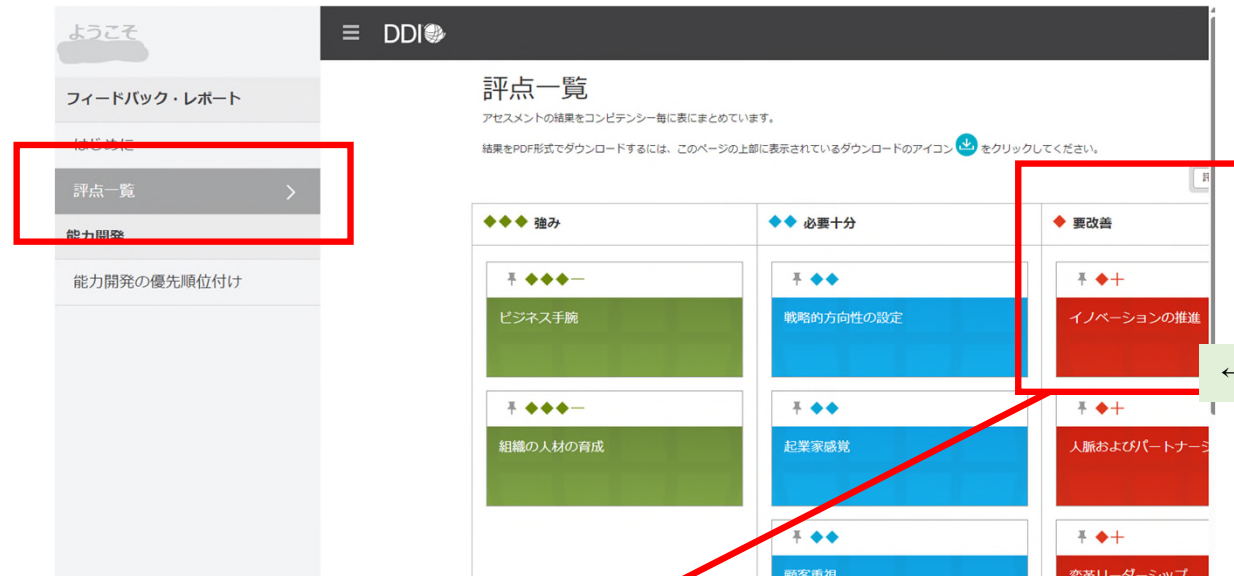 ようこそ
フィードバック・レポート
はじめに
評点一覧
能力開発
能力開発の優先順位付け
DDI
評点一覧
アセスメントの結果をコンピテンシー毎に表にまとめています。
結果をPDF形式でダウンロードするには、このページの上部に表示されているダウンロードのアイコン をクリックしてください。
◆◆◆ 強み
◆◆◆－
ビジネス手腕
◆◆◆－
組織の人材の育成
◆◆ 必要十分
◆◆
戦略的方向性の設定
◆◆
起業家感覚
◆◆
顧客重視
◆ 要改善
◆＋
イノベーションの推進
◆＋
人脈およびパートナーシ
◆＋
変革リーダーシップ
←